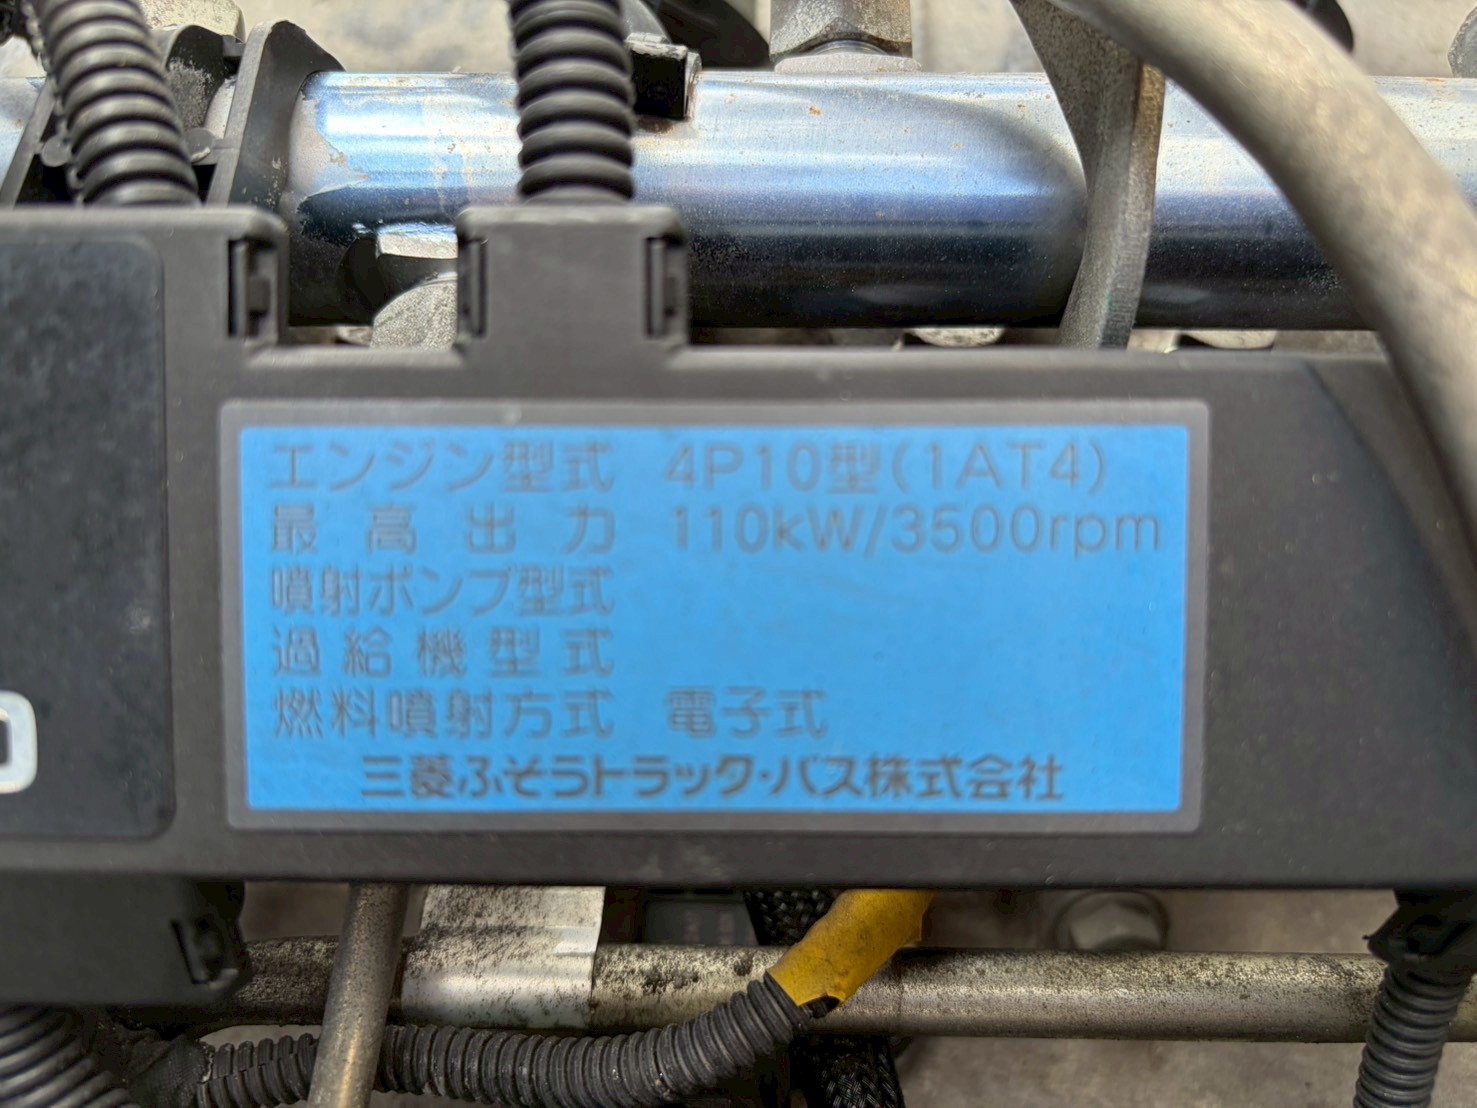 エンジン型式 4P10型(1AT4)
最高出力 110kW/3500rpm
噴射ポンプ型式
過給機型式
燃料噴射方式 電子式
三菱ふそうトラック・バス株式会社